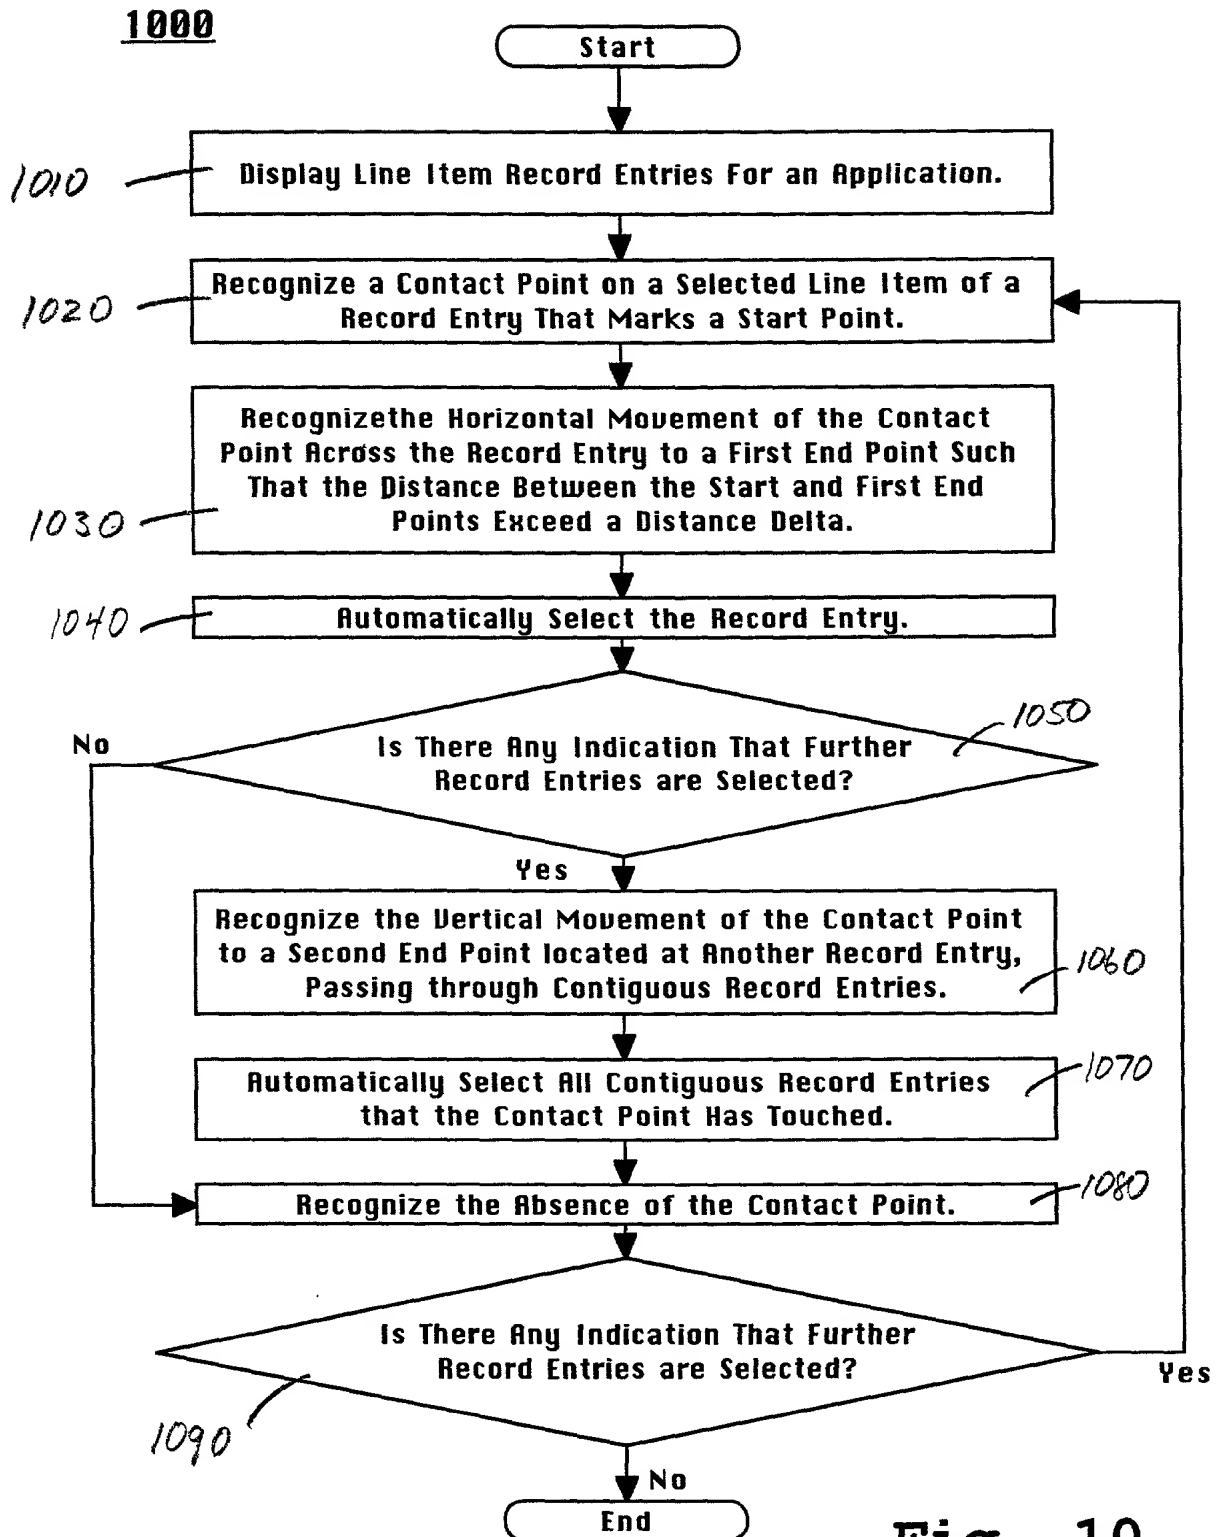 1000
Start
1010
Display Line Item Record Entries For an Application.
1020
Recognize a Contact Point on a Selected Line Item of a
Record Entry That Marks a Start Point.
1030
Recognizethe Horizontal Movement of the Contact
Point Across the Record Entry to a First End Point Such
That the Distance Between the Start and First End
Points Exceed a Distance Delta.
1040
Automatically Select the Record Entry.
1050
No
Is There Any Indication That Further
Record Entries are Selected?
Yes
Recognize the Vertical Movement of the Contact Point
to a Second End Point located at Another Record Entry,
Passing through Contiguous Record Entries.
1060
Automatically Select All Contiguous Record Entries
that the Contact Point Has Touched.
1070
Recognize the Absence of the Contact Point.
1080
Is There Any Indication That Further
Record Entries are Selected?
Yes
1090
No
End
Fig. 10